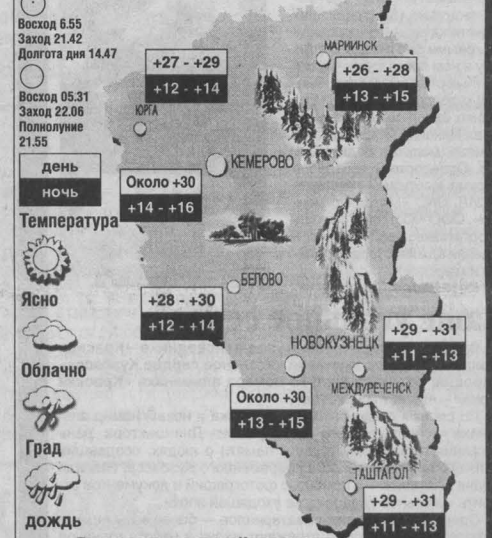 Восход 6.55
Заход 21.42
Долгота дня 14.47
Восход 05.31
Заход 22.06
Полнолуние
21.55
день
ночь
Температура
Ясно
Облачно
Град
дождь
МАРИИНСК
+26 - +28
+13 - +15
+27 - +29
+12 - +14
ЮРГА
КЕМЕРОВО
Около +30
+14 - +16
БЕЛОВО
+28 - +30
+12 - +14
НОВОКУЗНЕЦК
Около +30
+13 - +15
+29 - +31
+11 - +13
МЕЖДУРЕЧЕНСК
ТАШТАГОЛ
+29 - +31
+11 - +13